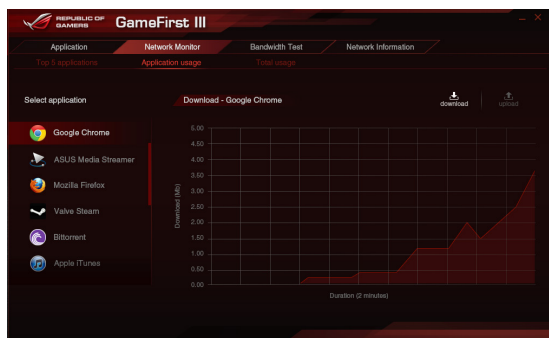 REPUBLIC OF
GAMERS
GameFirst III
Application
Network Monitor
Bandwidth Test
Network Information
Top 5 applications
Application usage
Total usage
Select application
Download - Google Chrome
download
upload
Google Chrome
ASUS Media Streamer
Mozilla Firefox
Valve Steam
Bittorrent
Apple iTunes
Download (Mb)
5.00
4.50
4.00
3.50
3.00
2.50
2.00
1.50
1.00
0.50
0.00
Duration (2 minutes)